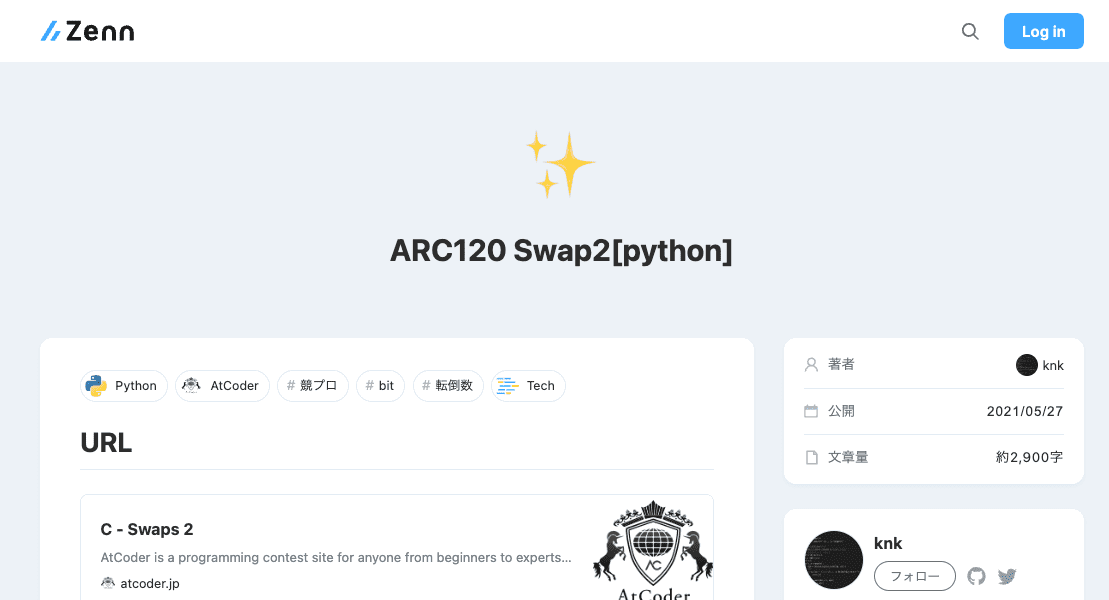 Zenn
Log in
ARC120 Swap2[python]
Python
AtCoder
# 競プロ
# bit
# 転倒数
Tech
URL
C - Swaps 2
AtCoder is a programming contest site for anyone from beginners to experts...
atcoder.jp
AC
AtCoder
著者
knk
公開
2021/05/27
文章量
約2,900字
knk
フォロー